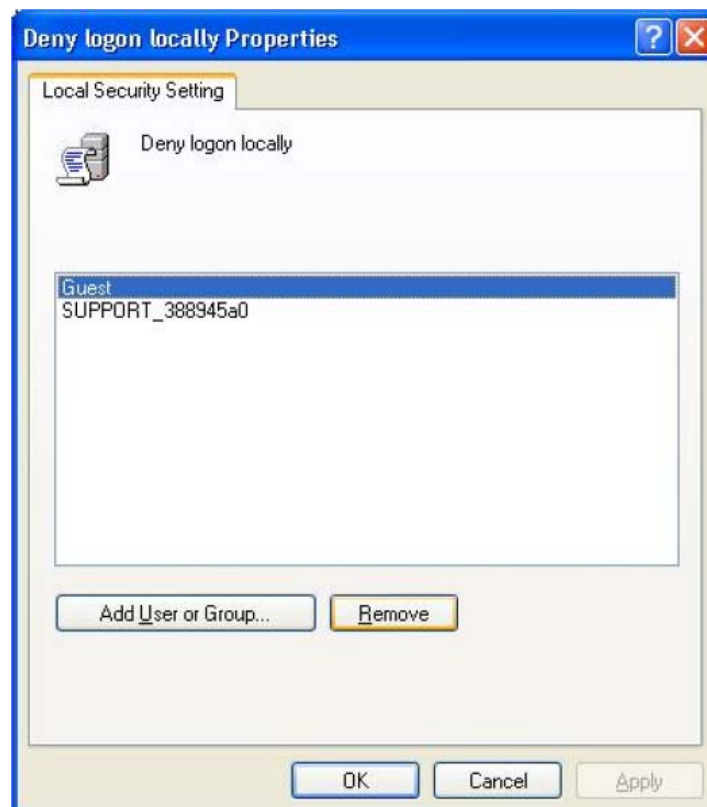 Deny logon locally Properties
Local Security Setting
Deny logon locally
Guest
SUPPORT_388945a0
Add User or Group...
Remove
OK
Cancel
Apply